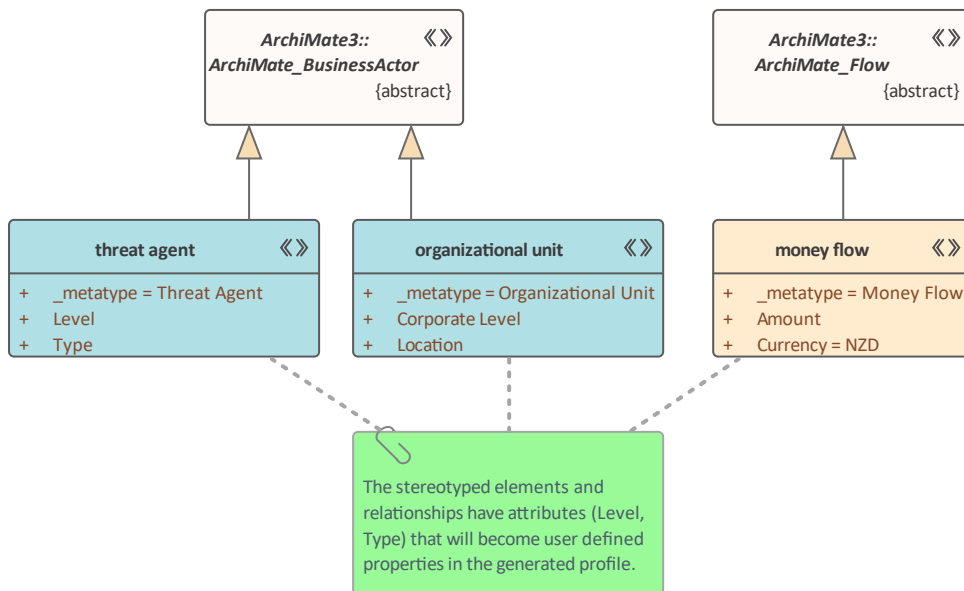 ArchiMate3:: «»
ArchiMate_BusinessActor
{abstract}
ArchiMate3:: «»
ArchiMate_Flow
{abstract}
threat agent «»
+ _metatype = Threat Agent
+ Level
+ Type
organizational unit «»
+ _metatype = Organizational Unit
+ Corporate Level
+ Location
money flow «»
+ _metatype = Money Flow
+ Amount
+ Currency = NZD
The stereotyped elements and
relationships have attributes (Level,
Type) that will become user defined
properties in the generated profile.